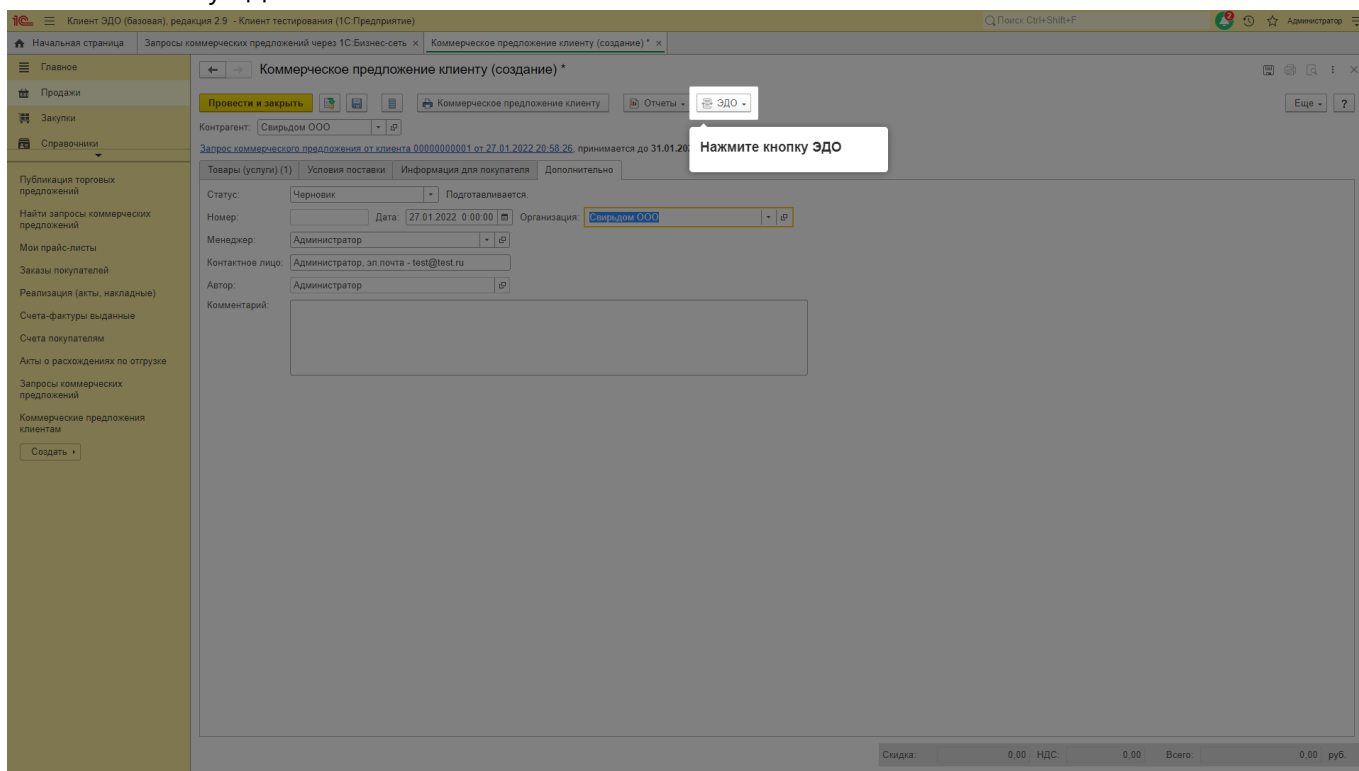 1С Клиент ЭДО (базовая), редакция 2.9 - Клиент тестирования (1С:Предприятие) Поиск Ctrl+Shift+F 2 Администратор
Начальная страница Запросы коммерческих предложений через 1С:Бизнес-сеть × Коммерческое предложение клиенту (создание) * ×
Главное
Продажи
Закупки
Справочники
Публикация торговых
предложений
Найти запросы коммерческих
предложений
Мои прайс-листы
Заказы покупателей
Реализация (акты, накладные)
Счета-фактуры выданные
Счета покупателям
Акты о расхождениях по отгрузке
Запросы коммерческих
предложений
Коммерческие предложения
клиентам
Создать
Коммерческое предложение клиенту (создание) *
Провести и закрыть Коммерческое предложение клиенту Отчеты ЭДО Еще ?
Контрагент: Свирьдом ООО
Запрос коммерческого предложения от клиента 00000000001 от 27.01.2022 20:58:26, принимается до 31.01.20
Нажмите кнопку ЭДО
Товары (услуги) (1) Условия поставки Информация для покупателя Дополнительно
Статус: Черновик Подготавливается.
Номер: Дата: 27.01.2022 0:00:00 Организация: Свирьдом ООО
Менеджер: Администратор
Контактное лицо: Администратор, эл.почта - test@test.ru
Автор: Администратор
Комментарий:
Скидка: 0,00 НДС: 0,00 Всего: 0,00 руб.